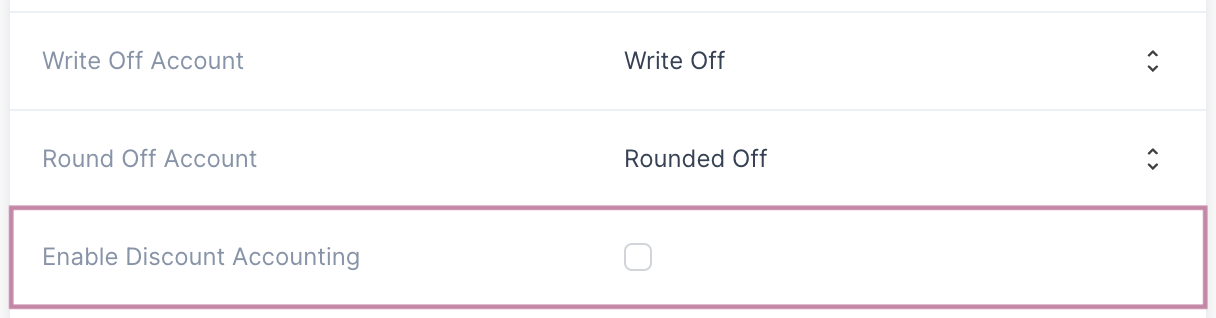 Write Off Account Write Off
Round Off Account Rounded Off
Enable Discount Accounting